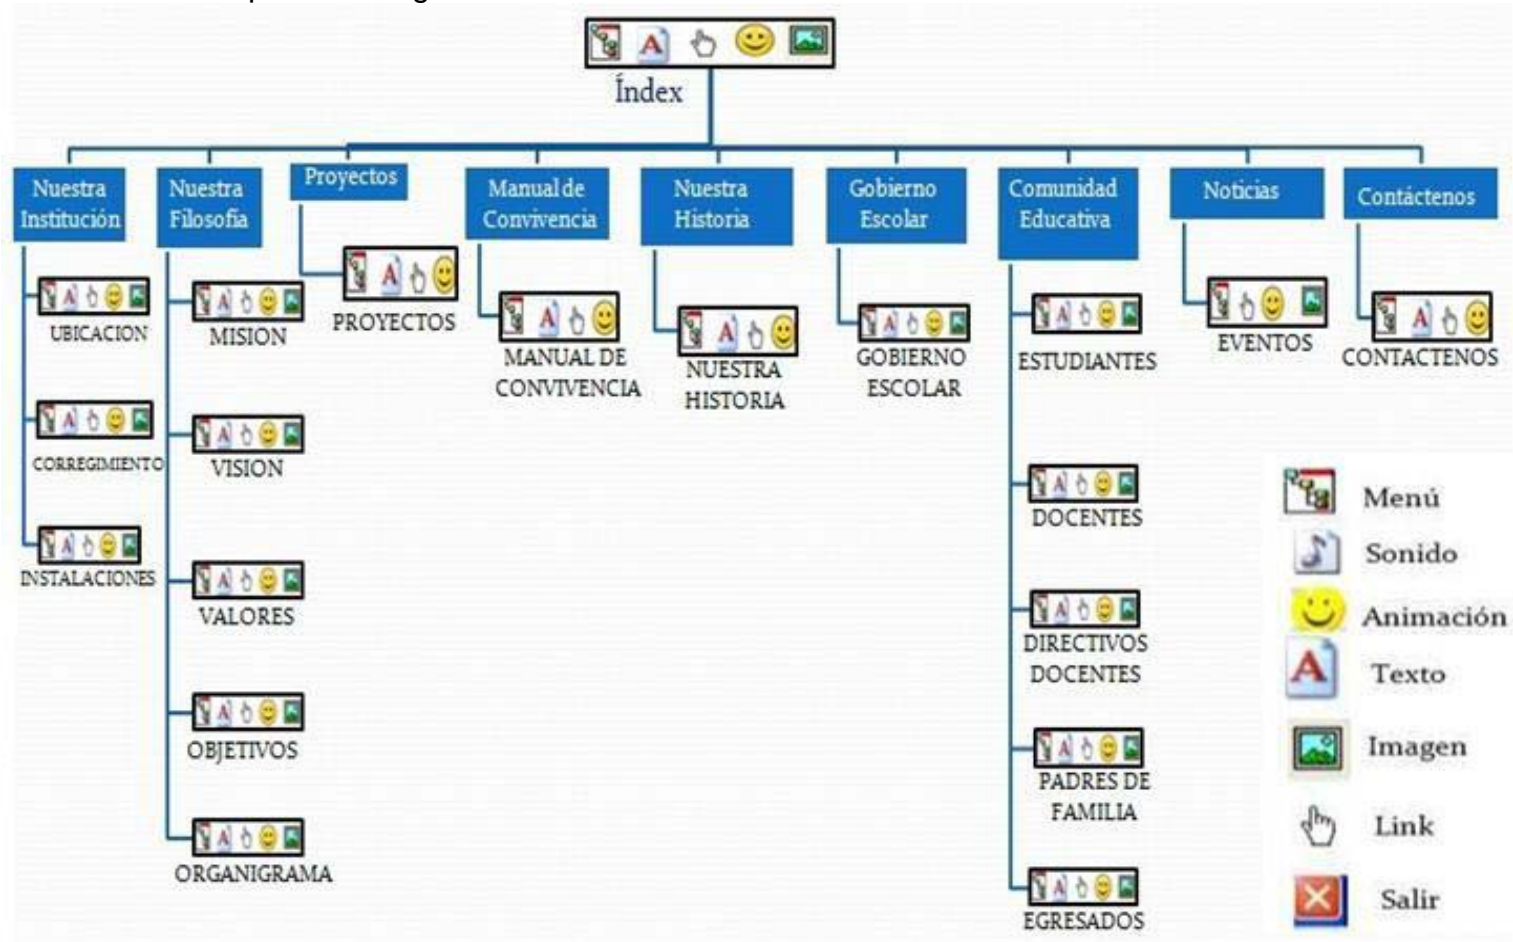 Índex
Nuestra
Institución
Nuestra
Filosofía
Proyectos
Manual de
Convivencia
Nuestra
Historia
Gobierno
Escolar
Comunidad
Educativa
Noticias
Contáctenos
UBICACION
CORREGIMIENTO
INSTALACIONES
MISION
VISION
VALORES
OBJETIVOS
ORGANIGRAMA
PROYECTOS
MANUAL DE
CONVIVENCIA
NUESTRA
HISTORIA
GOBIERNO
ESCOLAR
ESTUDIANTES
DOCENTES
DIRECTIVOS
DOCENTES
PADRES DE
FAMILIA
EGRESADOS
EVENTOS
CONTACTENOS
Menú
Sonido
Animación
Texto
Imagen
Link
Salir